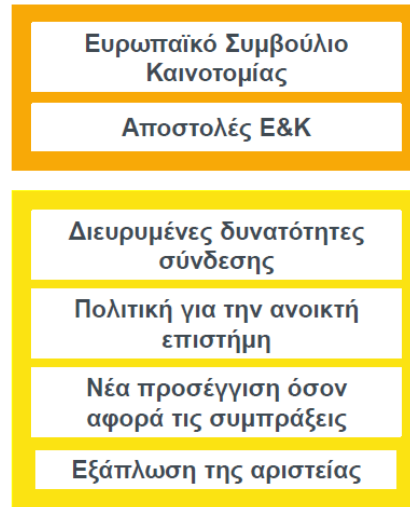 Ευρωπαϊκό Συμβούλιο
Καινοτομίας
Αποστολές Ε&Κ
Διευρυμένες δυνατότητες
σύνδεσης
Πολιτική για την ανοικτή
επιστήμη
Νέα προσέγγιση όσον
αφορά τις συμπράξεις
Εξάπλωση της αριστείας